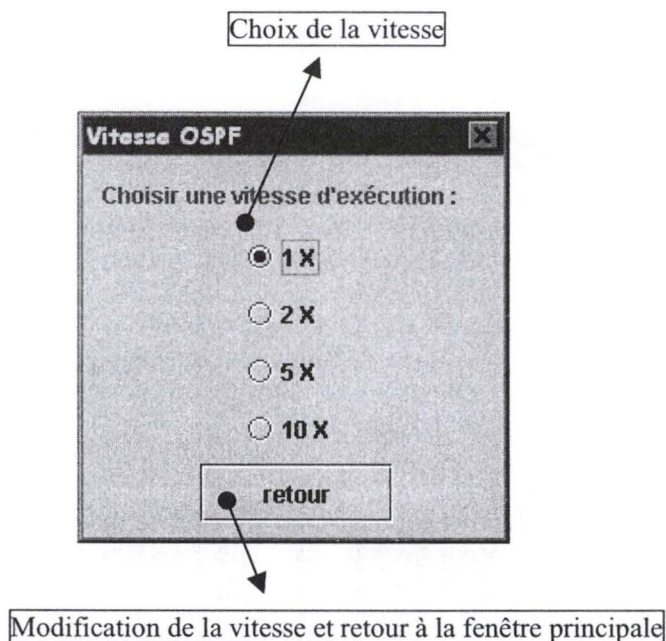 Choix de la vitesse
Vitesse OSPF
Choisir une vitesse d'exécution :
1 X
2 X
5 X
10 X
retour
Modification de la vitesse et retour à la fenêtre principale